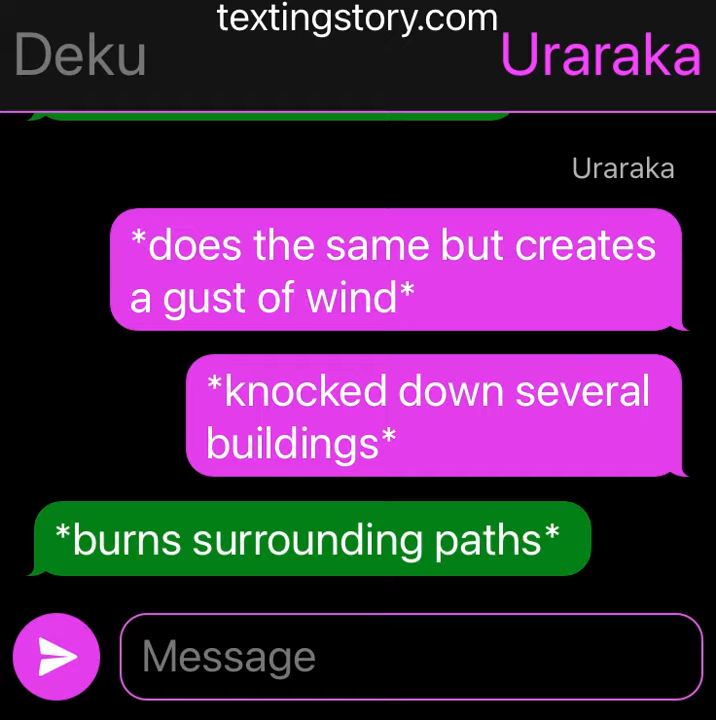 textingstory.com
Deku
Uraraka
Uraraka
*does the same but creates
a gust of wind*
*knocked down several
buildings*
*burns surrounding paths*
Message